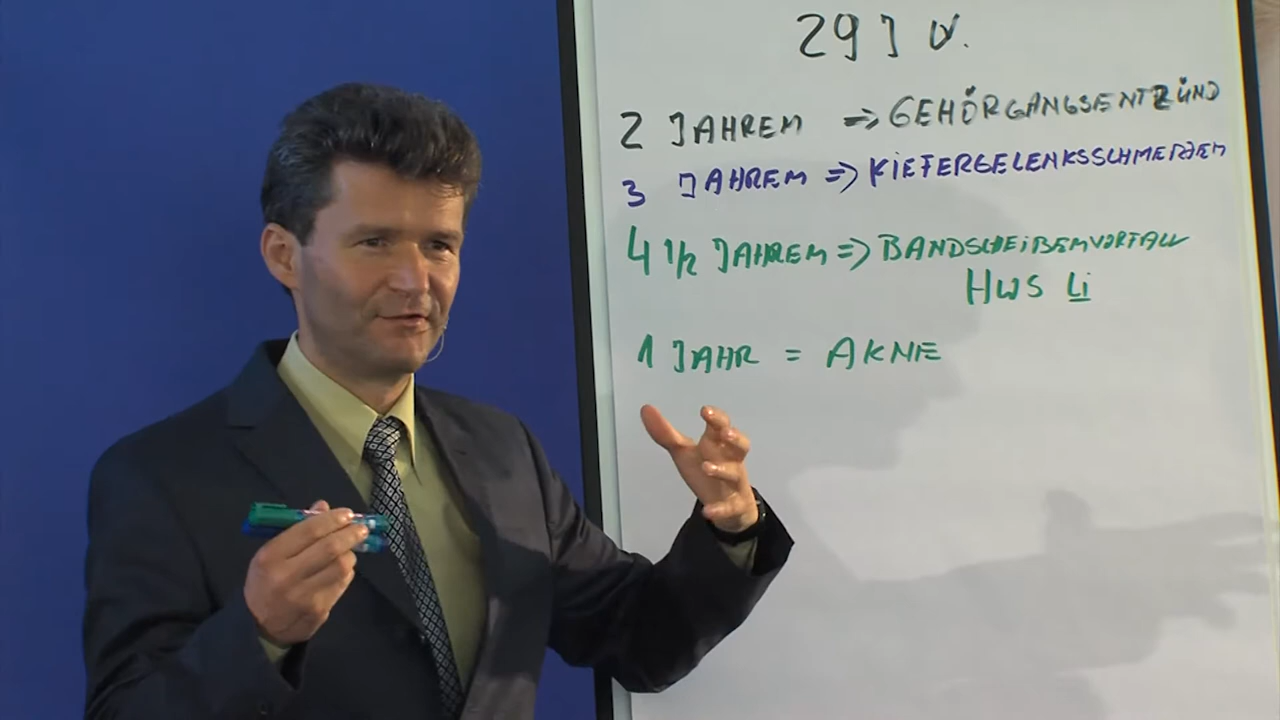 29 J W.
2 JAHREN => GEHÖRGANGSENTZÜND
3 JAHREN => KIEFERGELENKSSCHMERZEN
4 1/2 JAHREN => BANDSCHEIBENVORFALL
HWS Li
1 JAHR = AKNE